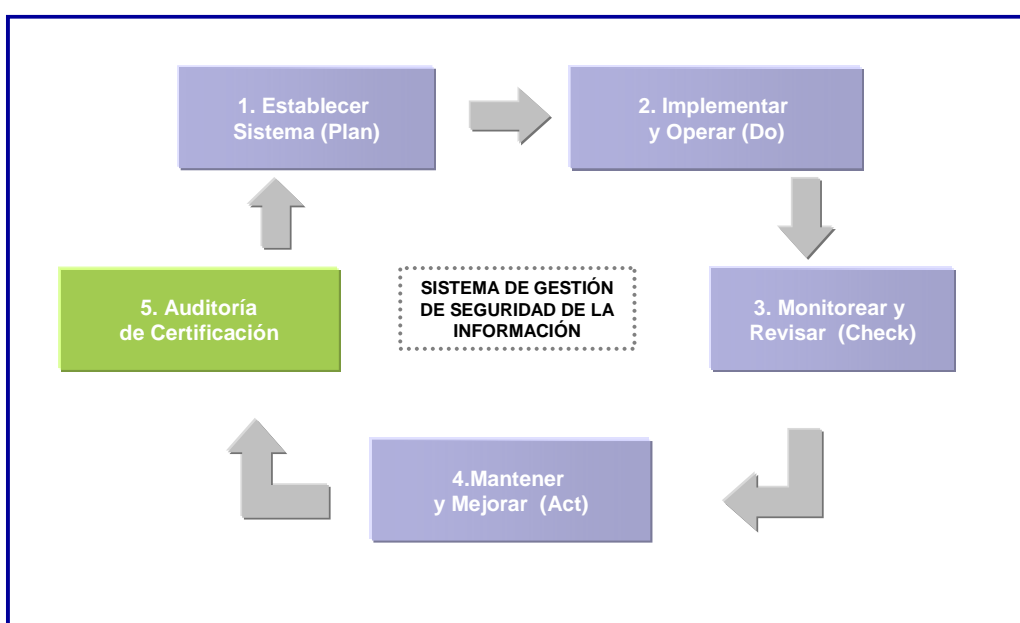 1. Establecer
Sistema (Plan)
2. Implementar
y Operar (Do)
5. Auditoría
de Certificación
SISTEMA DE GESTIÓN
DE SEGURIDAD DE LA
INFORMACIÓN
3. Monitorear y
Revisar (Check)
4.Mantener
y Mejorar (Act)